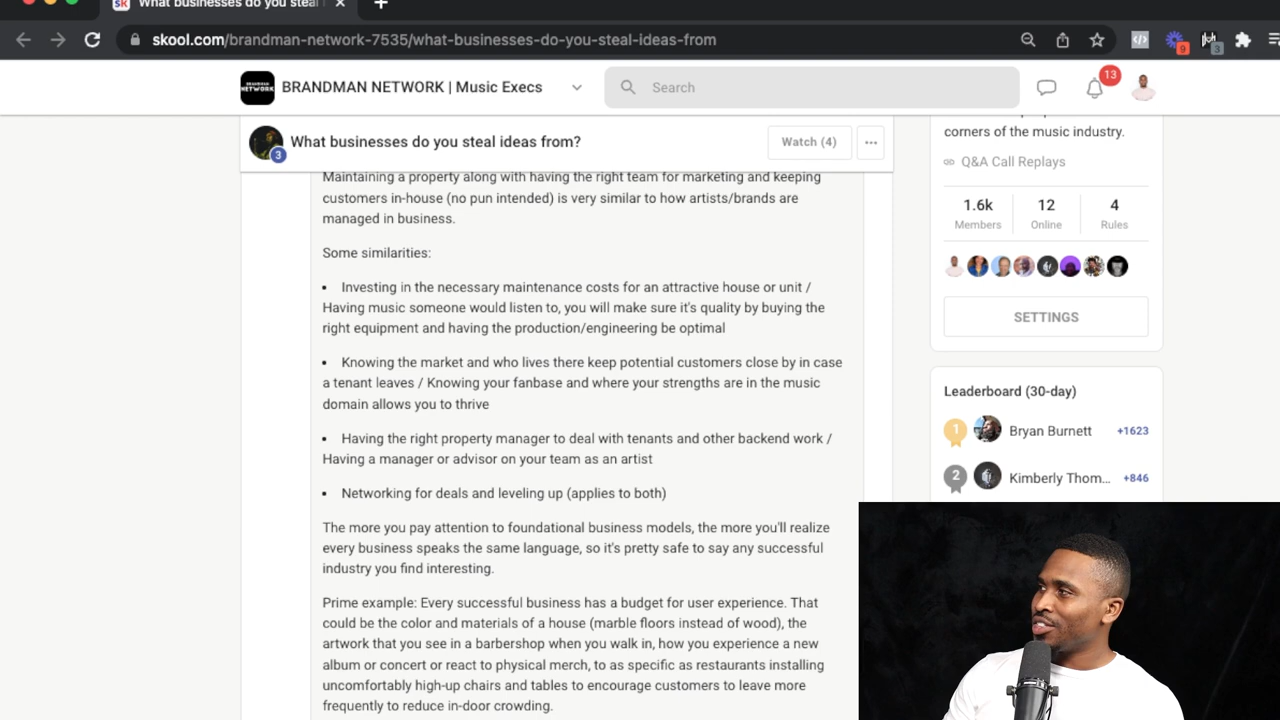 What businesses do you steal
skool.com/brandman-network-7535/what-businesses-do-you-steal-ideas-from
9
3
BRANDMAN NETWORK
BRANDMAN NETWORK | Music Execs
Search
13
3
What businesses do you steal ideas from?
Watch (4)
corners of the music industry.
Q&A Call Replays
1.6k
12
4
Members
Online
Rules
SETTINGS
Maintaining a property along with having the right team for marketing and keeping
customers in-house (no pun intended) is very similar to how artists/brands are
managed in business.
Some similarities:
• Investing in the necessary maintenance costs for an attractive house or unit /
Having music someone would listen to, you will make sure it's quality by buying the
right equipment and having the production/engineering be optimal
• Knowing the market and who lives there keep potential customers close by in case
a tenant leaves / Knowing your fanbase and where your strengths are in the music
domain allows you to thrive
• Having the right property manager to deal with tenants and other backend work /
Having a manager or advisor on your team as an artist
• Networking for deals and leveling up (applies to both)
The more you pay attention to foundational business models, the more you'll realize
every business speaks the same language, so it's pretty safe to say any successful
industry you find interesting.
Prime example: Every successful business has a budget for user experience. That
could be the color and materials of a house (marble floors instead of wood), the
artwork that you see in a barbershop when you walk in, how you experience a new
album or concert or react to physical merch, to as specific as restaurants installing
uncomfortably high-up chairs and tables to encourage customers to leave more
frequently to reduce in-door crowding.
Leaderboard (30-day)
1
Bryan Burnett
+1623
2
Kimberly Thom...
+846